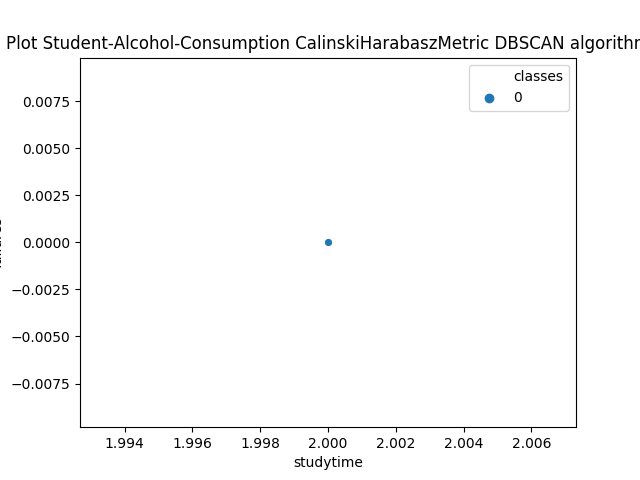 Plot Student-Alcohol-Consumption CalinskiHarabaszMetric DBSCAN
classes
0
0.0075
0.0050
0.0025
0.0000
−0.0025
−0.0050
−0.0075
1.994 1.996 1.998 2.000 2.002 2.004 2.006
studytime